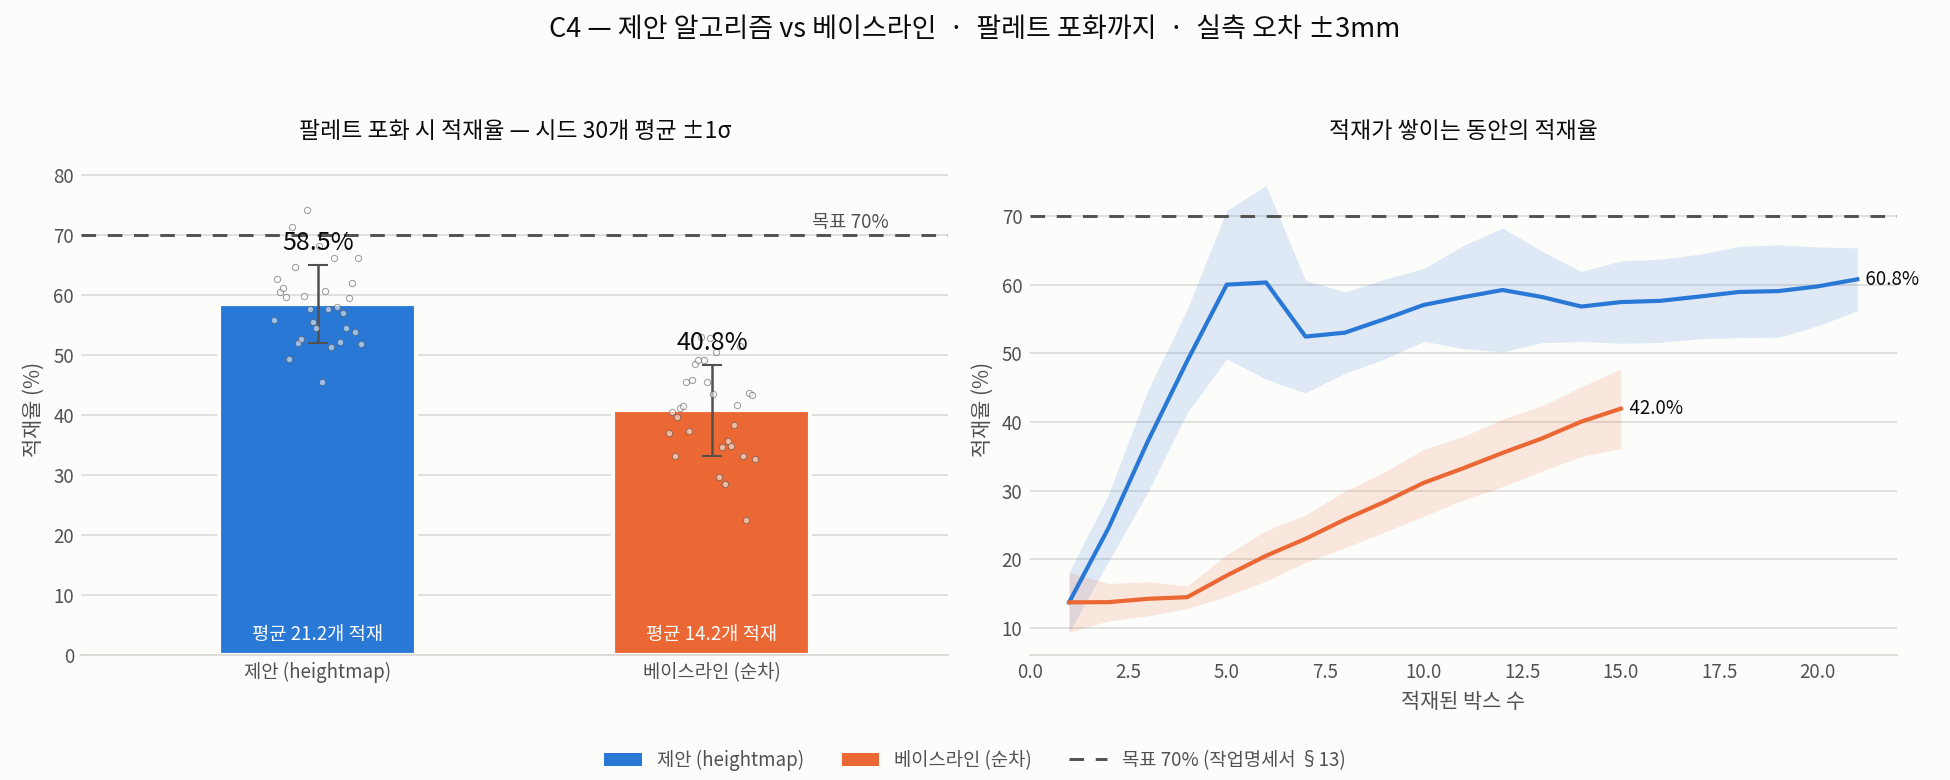 C4 — 제안 알고리즘 vs 베이스라인 · 팔레트 포화까지 · 실측 오차 ±3mm
팔레트 포화 시 적재율 — 시드 30개 평균 ±1σ
적재율 (%)
80
70
60
50
40
30
20
10
0
목표 70%
58.5%
40.8%
평균 21.2개 적재
평균 14.2개 적재
제안 (heightmap)
베이스라인 (순차)
적재가 쌓이는 동안의 적재율
적재율 (%)
70
60
50
40
30
20
10
60.8%
42.0%
0.0
2.5
5.0
7.5
10.0
12.5
15.0
17.5
20.0
적재된 박스 수
제안 (heightmap)
베이스라인 (순차)
목표 70% (작업명세서 §13)